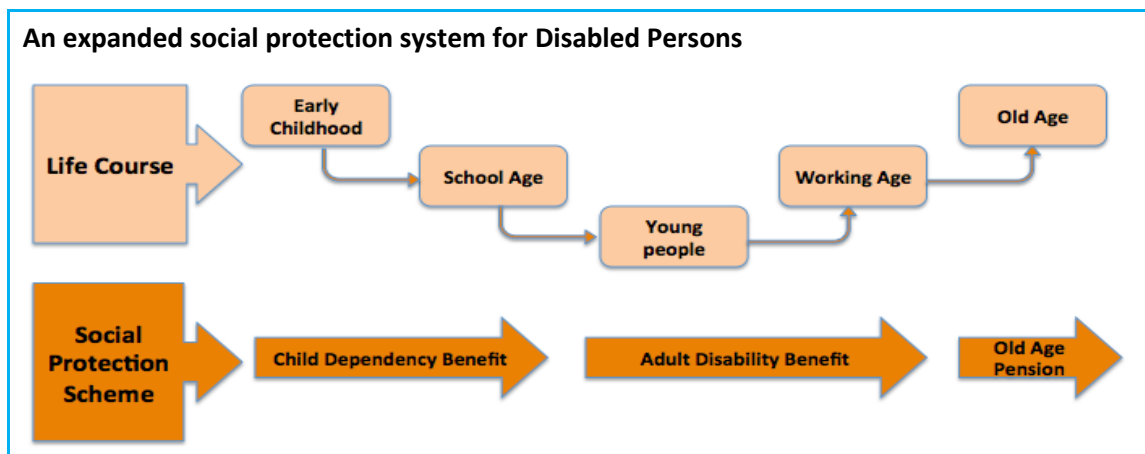 An expanded social protection system for Disabled Persons
Life Course
Early
Childhood
School Age
Young
people
Working Age
Old Age
Social
Protection
Scheme
Child Dependency Benefit
Adult Disability Benefit
Old Age
Pension